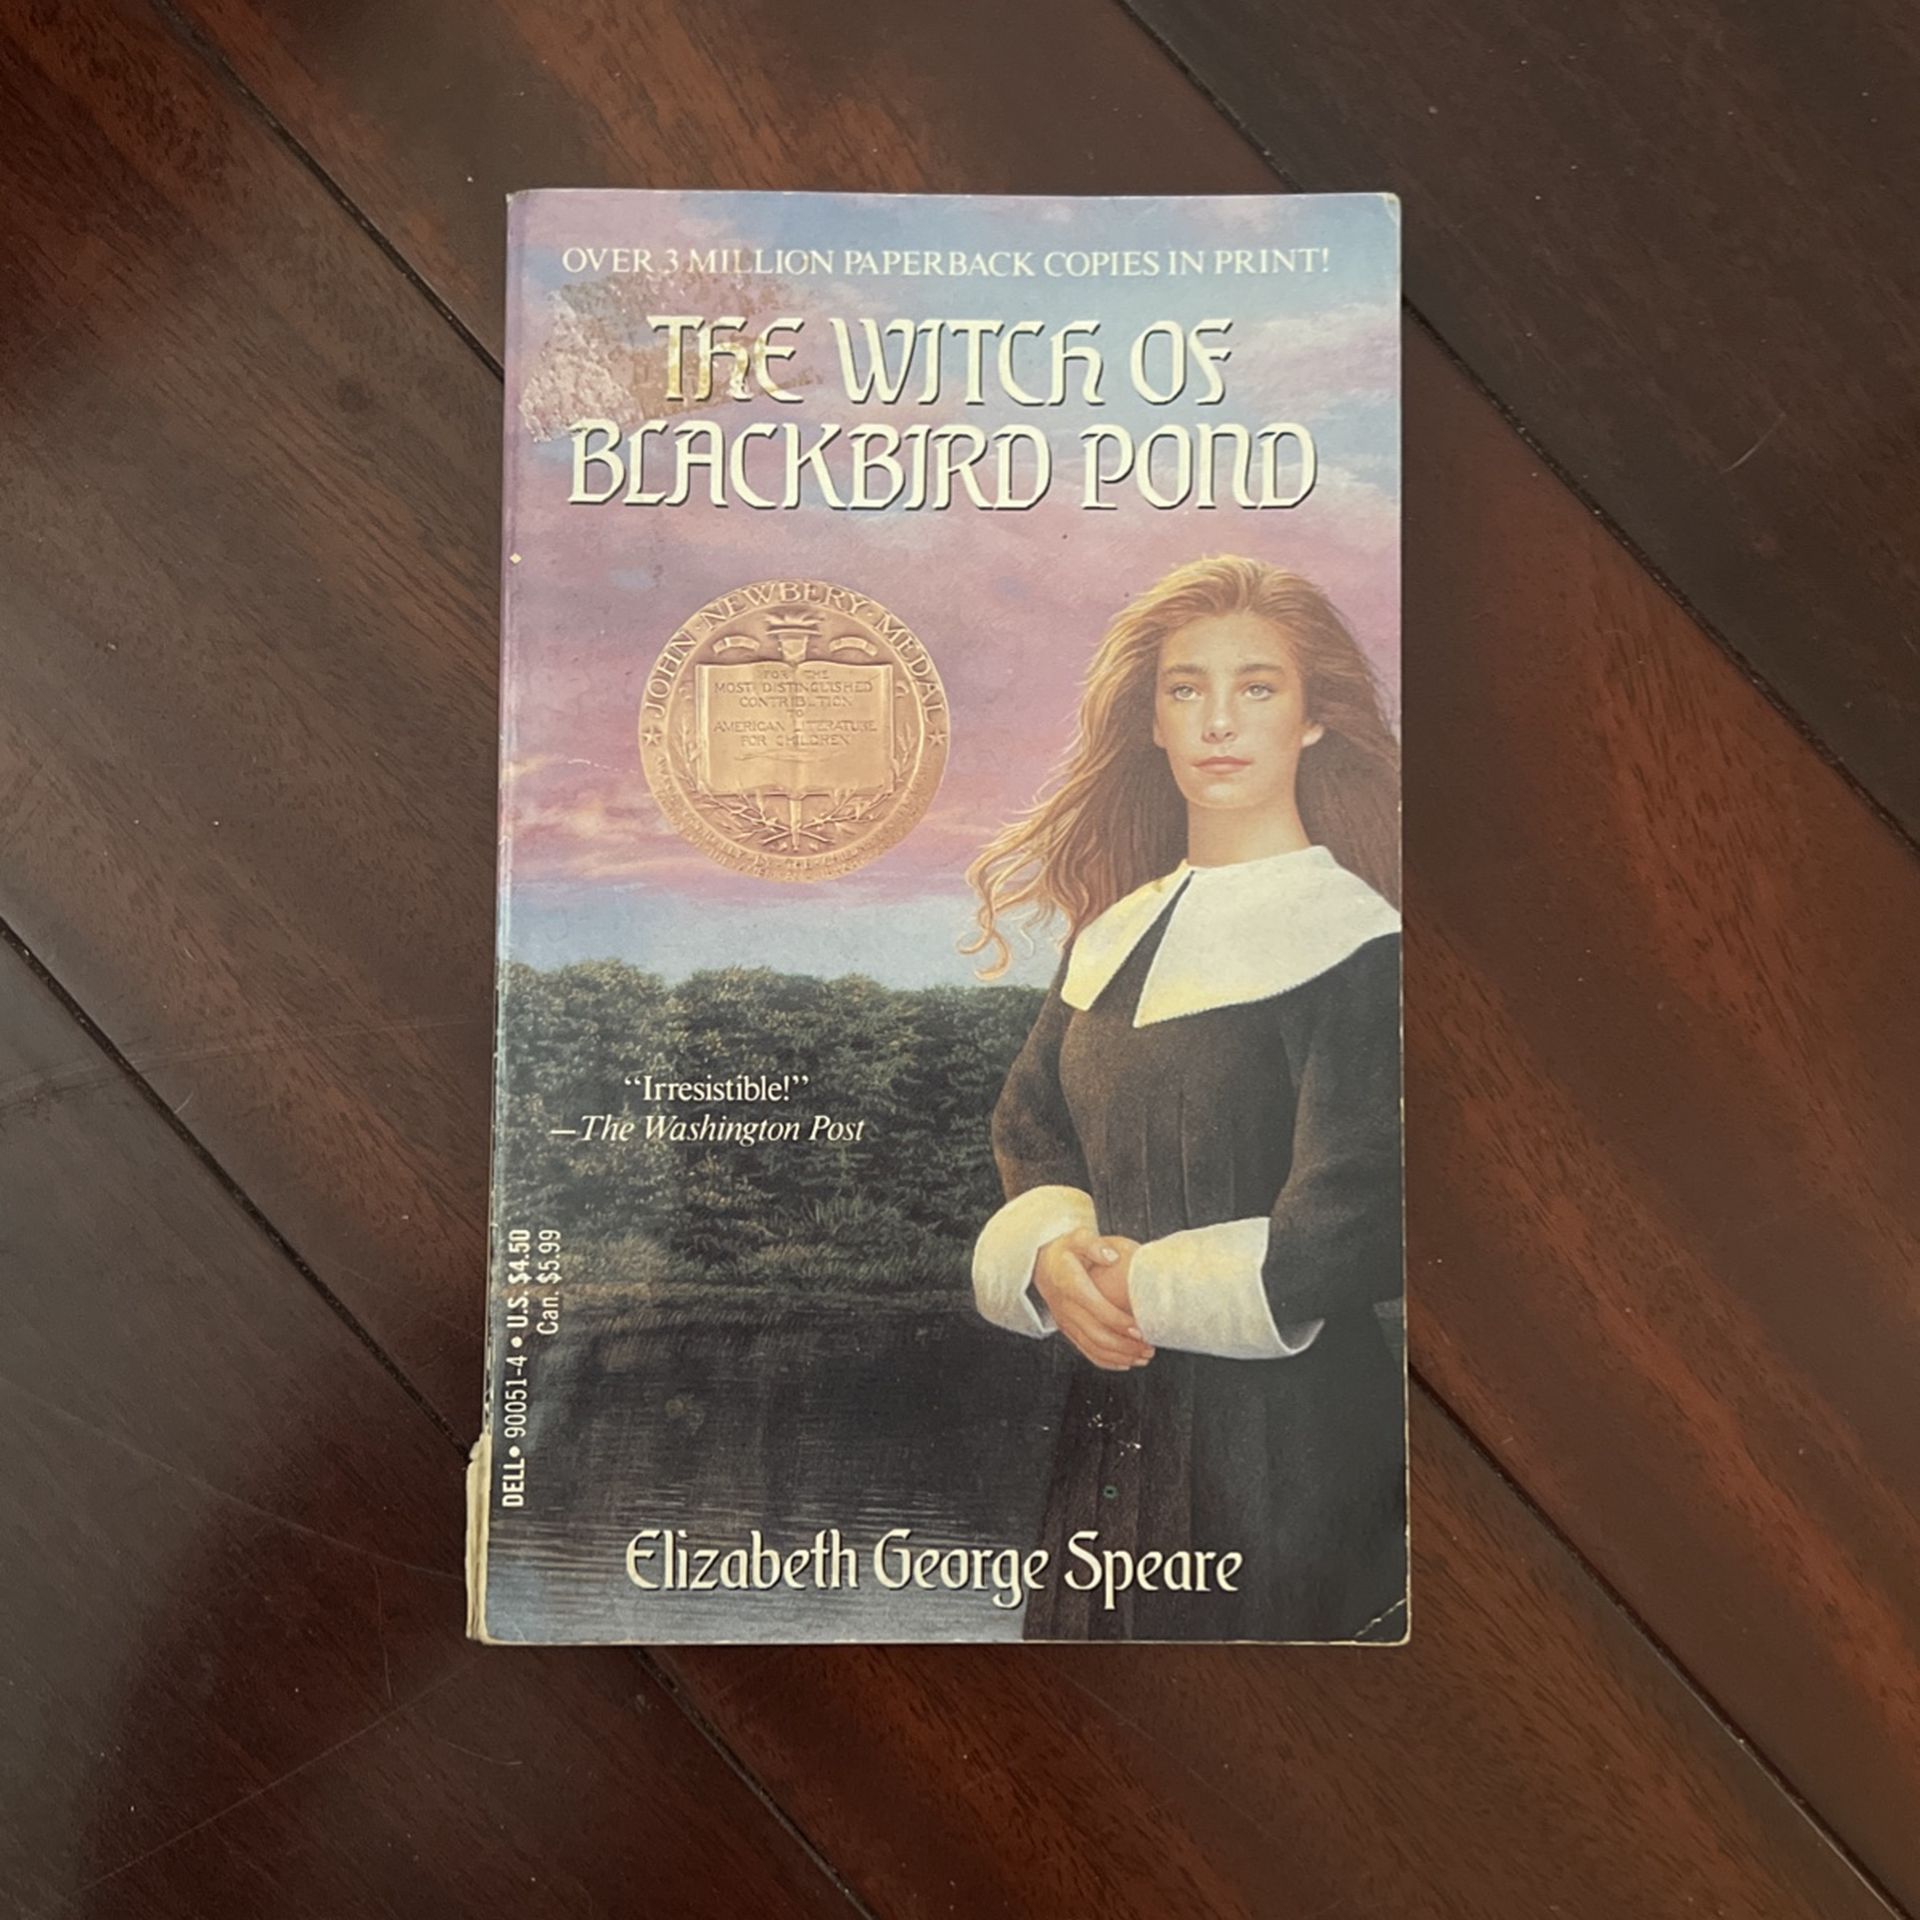 OVER 3 MILLION PAPERBACK COPIES IN PRINT!
THE WITCH OF
BLACKBIRD POND
JOHN · NEWBERY · MEDAL
FOR THE
MOST DISTINGUISHED
CONTRIBUTION
TO
AMERICAN LITERATURE
FOR CHILDREN
“Irresistible!”
—The Washington Post
DELL • 90051-4 • U.S. $4.50
Can. $5.99
Elizabeth George Speare